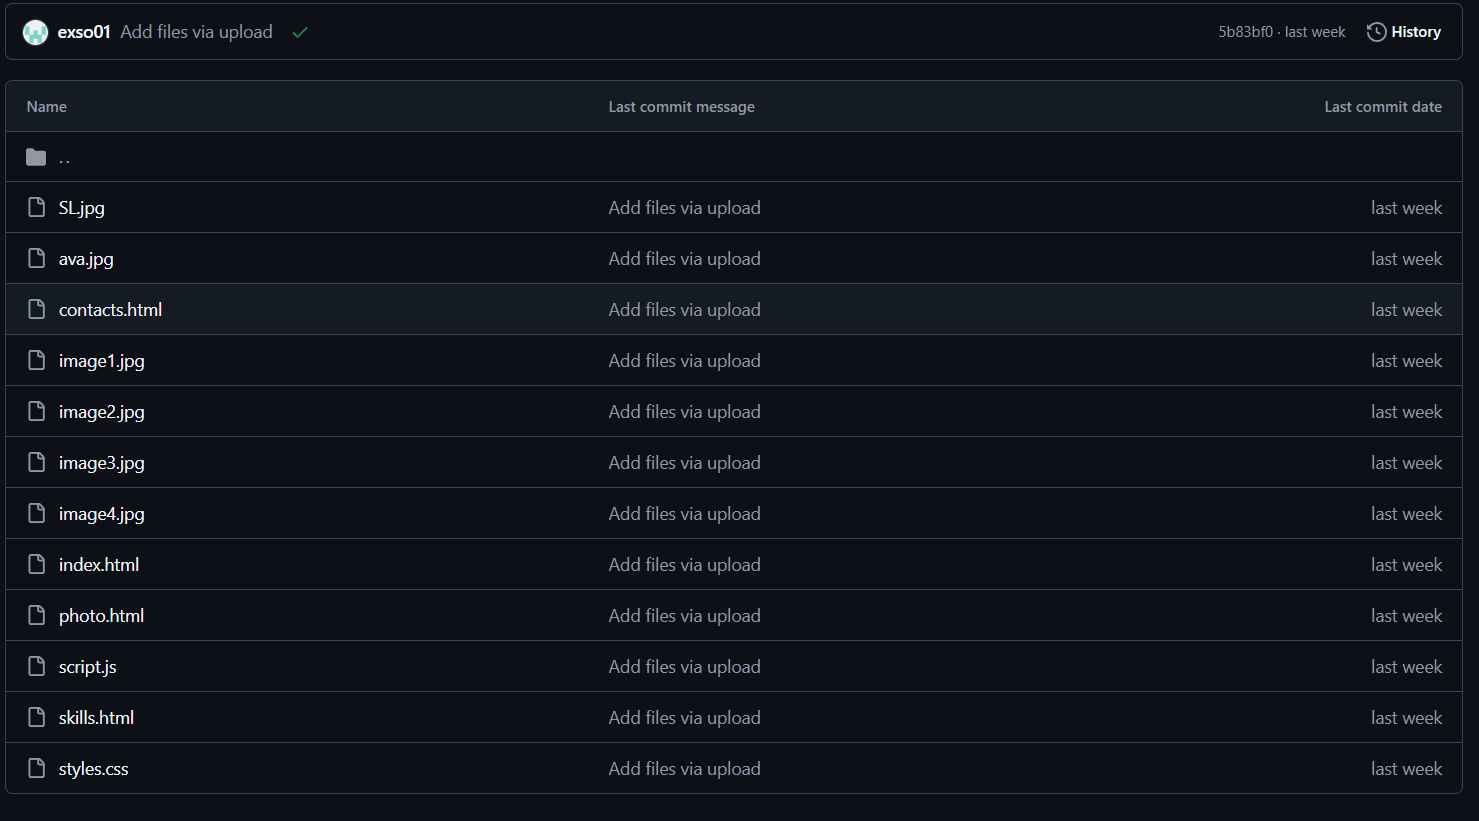 exso01 Add files via upload 5b83bf0 · last week History
Name Last commit message Last commit date
..
SL.jpg Add files via upload last week
ava.jpg Add files via upload last week
contacts.html Add files via upload last week
image1.jpg Add files via upload last week
image2.jpg Add files via upload last week
image3.jpg Add files via upload last week
image4.jpg Add files via upload last week
index.html Add files via upload last week
photo.html Add files via upload last week
script.js Add files via upload last week
skills.html Add files via upload last week
styles.css Add files via upload last week